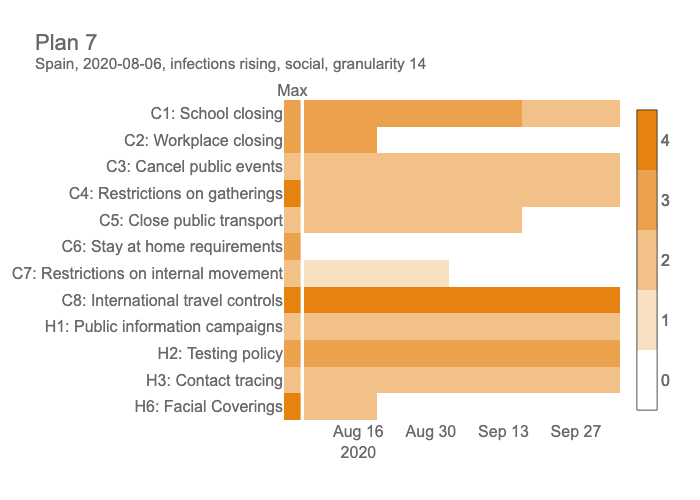 Plan 7
Spain, 2020-08-06, infections rising, social, granularity 14
Max
C1: School closing
C2: Workplace closing
C3: Cancel public events
C4: Restrictions on gatherings
C5: Close public transport
C6: Stay at home requirements
C7: Restrictions on internal movement
C8: International travel controls
H1: Public information campaigns
H2: Testing policy
H3: Contact tracing
H6: Facial Coverings
4
3
2
1
0
Aug 16 Aug 30 Sep 13 Sep 27
2020